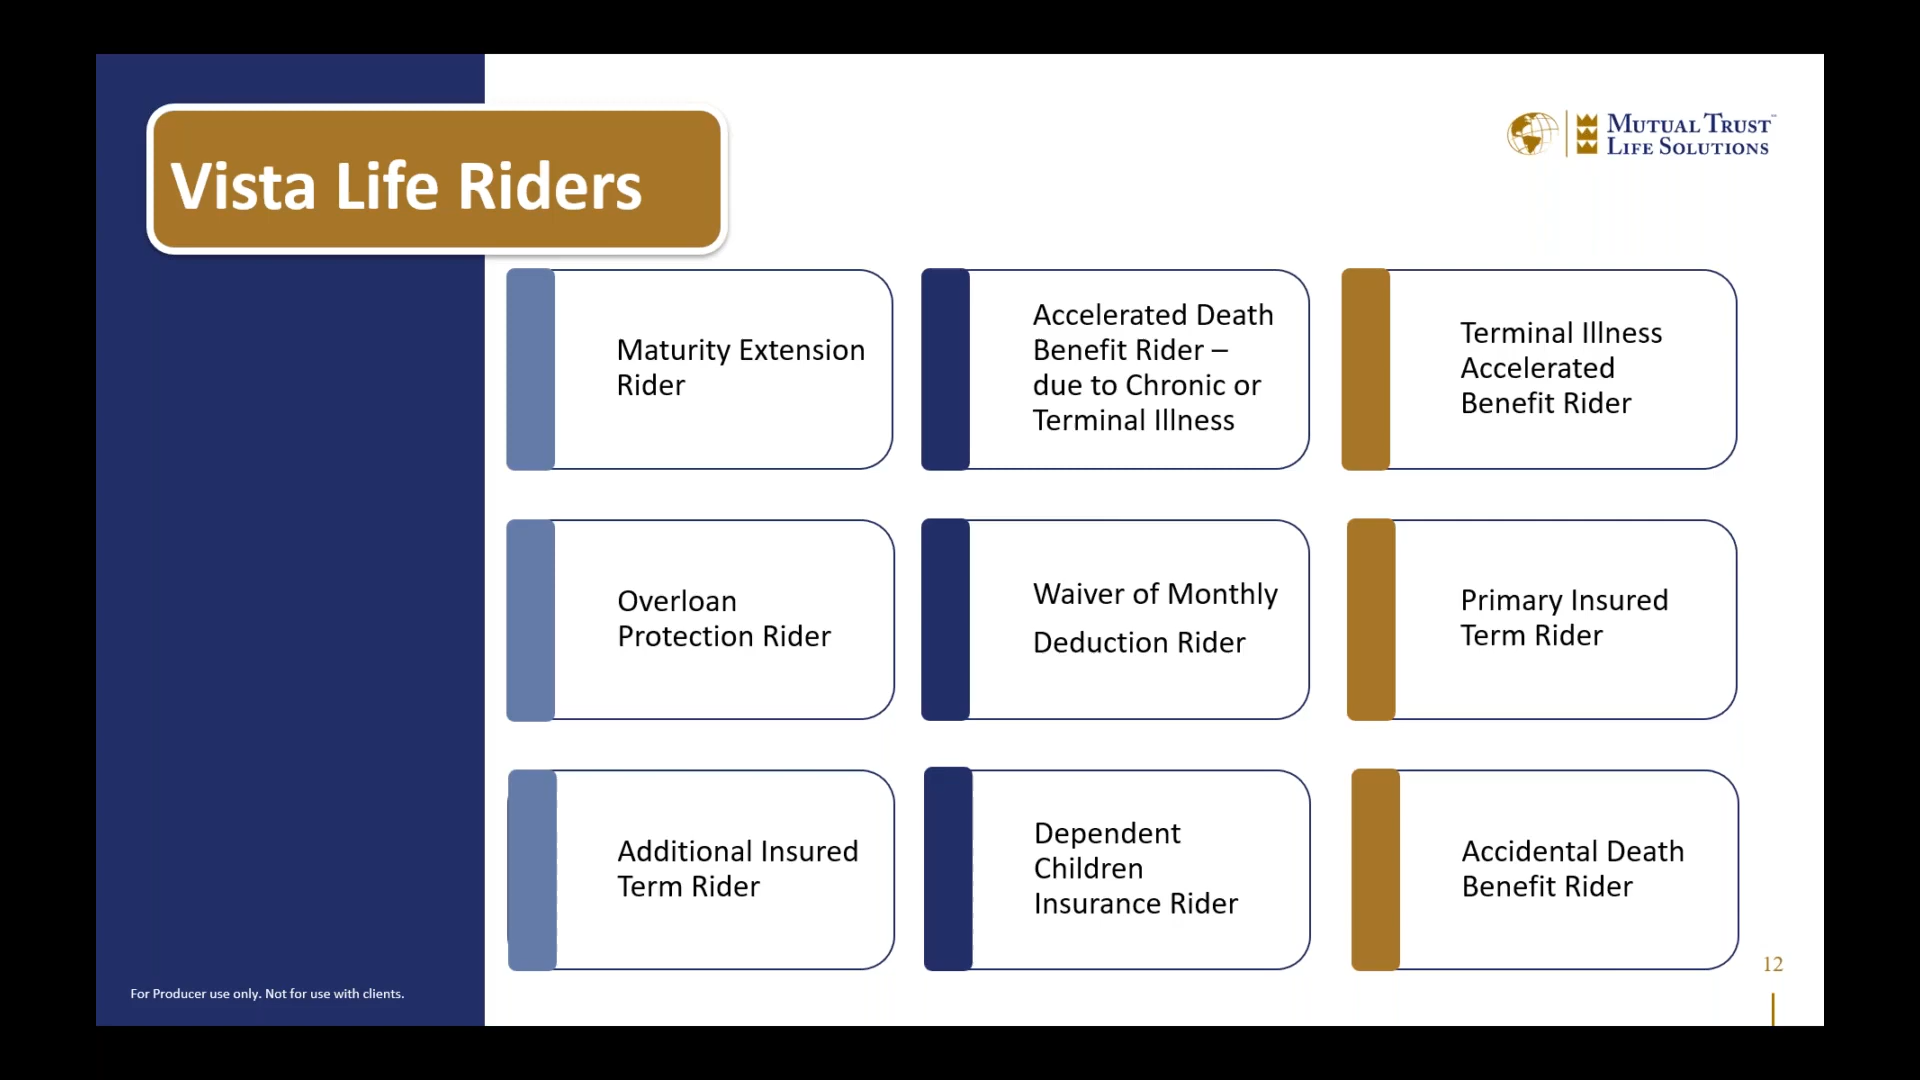 Vista Life Riders
MUTUAL TRUST™
LIFE SOLUTIONS
Maturity Extension
Rider
Accelerated Death
Benefit Rider –
due to Chronic or
Terminal Illness
Terminal Illness
Accelerated
Benefit Rider
Overloan
Protection Rider
Waiver of Monthly
Deduction Rider
Primary Insured
Term Rider
Additional Insured
Term Rider
Dependent
Children
Insurance Rider
Accidental Death
Benefit Rider
12
For Producer use only. Not for use with clients.